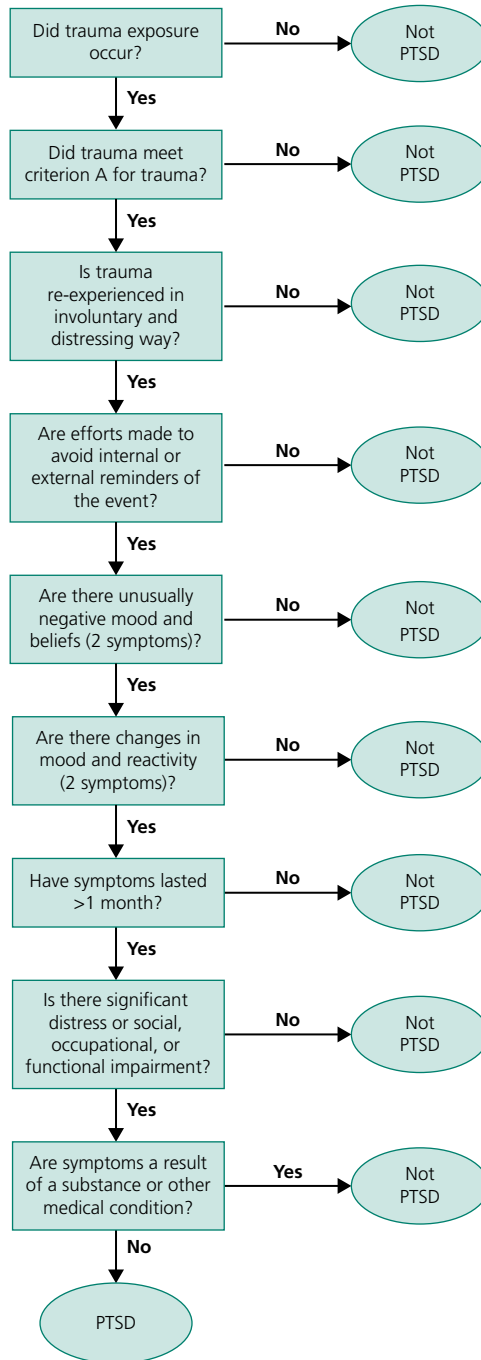 Did trauma exposure
occur?
No
Not
PTSD
Yes
Did trauma meet
criterion A for trauma?
No
Not
PTSD
Yes
Is trauma
re-experienced in
involuntary and
distressing way?
No
Not
PTSD
Yes
Are efforts made to
avoid internal or
external reminders of
the event?
No
Not
PTSD
Yes
Are there unusually
negative mood and
beliefs (2 symptoms)?
No
Not
PTSD
Yes
Are there changes in
mood and reactivity
(2 symptoms)?
No
Not
PTSD
Yes
Have symptoms lasted
>1 month?
No
Not
PTSD
Yes
Is there significant
distress or social,
occupational, or
functional impairment?
No
Not
PTSD
Yes
Are symptoms a result
of a substance or other
medical condition?
Yes
Not
PTSD
No
PTSD